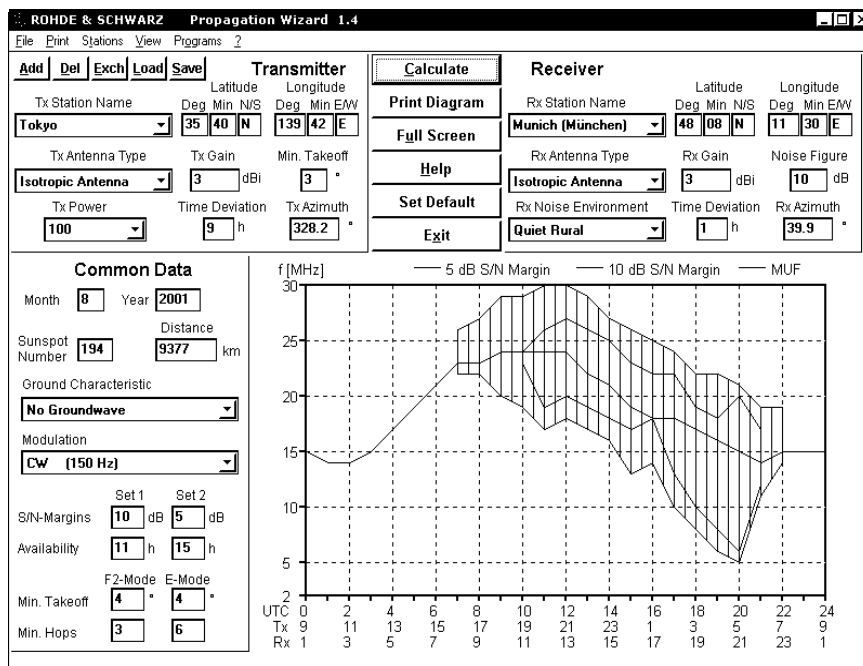 ROHDE & SCHWARZ Propagation Wizard 1.4
File Print Stations View Programs ?
Add Del Exch Load Save Transmitter
Latitude Longitude
Tx Station Name Deg Min N/S Deg Min E/W
Tokyo 35 40 N 139 42 E
Tx Antenna Type Tx Gain Min. Takeoff
Isotropic Antenna 3 dBi 3 °
Tx Power Time Deviation Tx Azimuth
100 9 h 328.2 °
Calculate
Print Diagram
Full Screen
Help
Set Default
Exit
Receiver
Latitude Longitude
Rx Station Name Deg Min N/S Deg Min E/W
Munich (München) 48 08 N 11 30 E
Rx Antenna Type Rx Gain Noise Figure
Isotropic Antenna 3 dBi 10 dB
Rx Noise Environment Time Deviation Rx Azimuth
Quiet Rural 1 h 39.9 °
Common Data
Month 8 Year 2001
Distance
Sunspot Number 194 9377 km
Ground Characteristic
No Groundwave
Modulation
CW (150 Hz)
Set 1 Set 2
S/N-Margins 10 dB 5 dB
Availability 11 h 15 h
F2-Mode E-Mode
Min. Takeoff 4 ° 4 °
Min. Hops 3 6
f [MHz] 5 dB S/N Margin 10 dB S/N Margin MUF
30
25
20
15
10
5
2
UTC 0 2 4 6 8 10 12 14 16 18 20 22 24
Tx 9 11 13 15 17 19 21 23 1 3 5 7 9
Rx 1 3 5 7 9 11 13 15 17 19 21 23 1